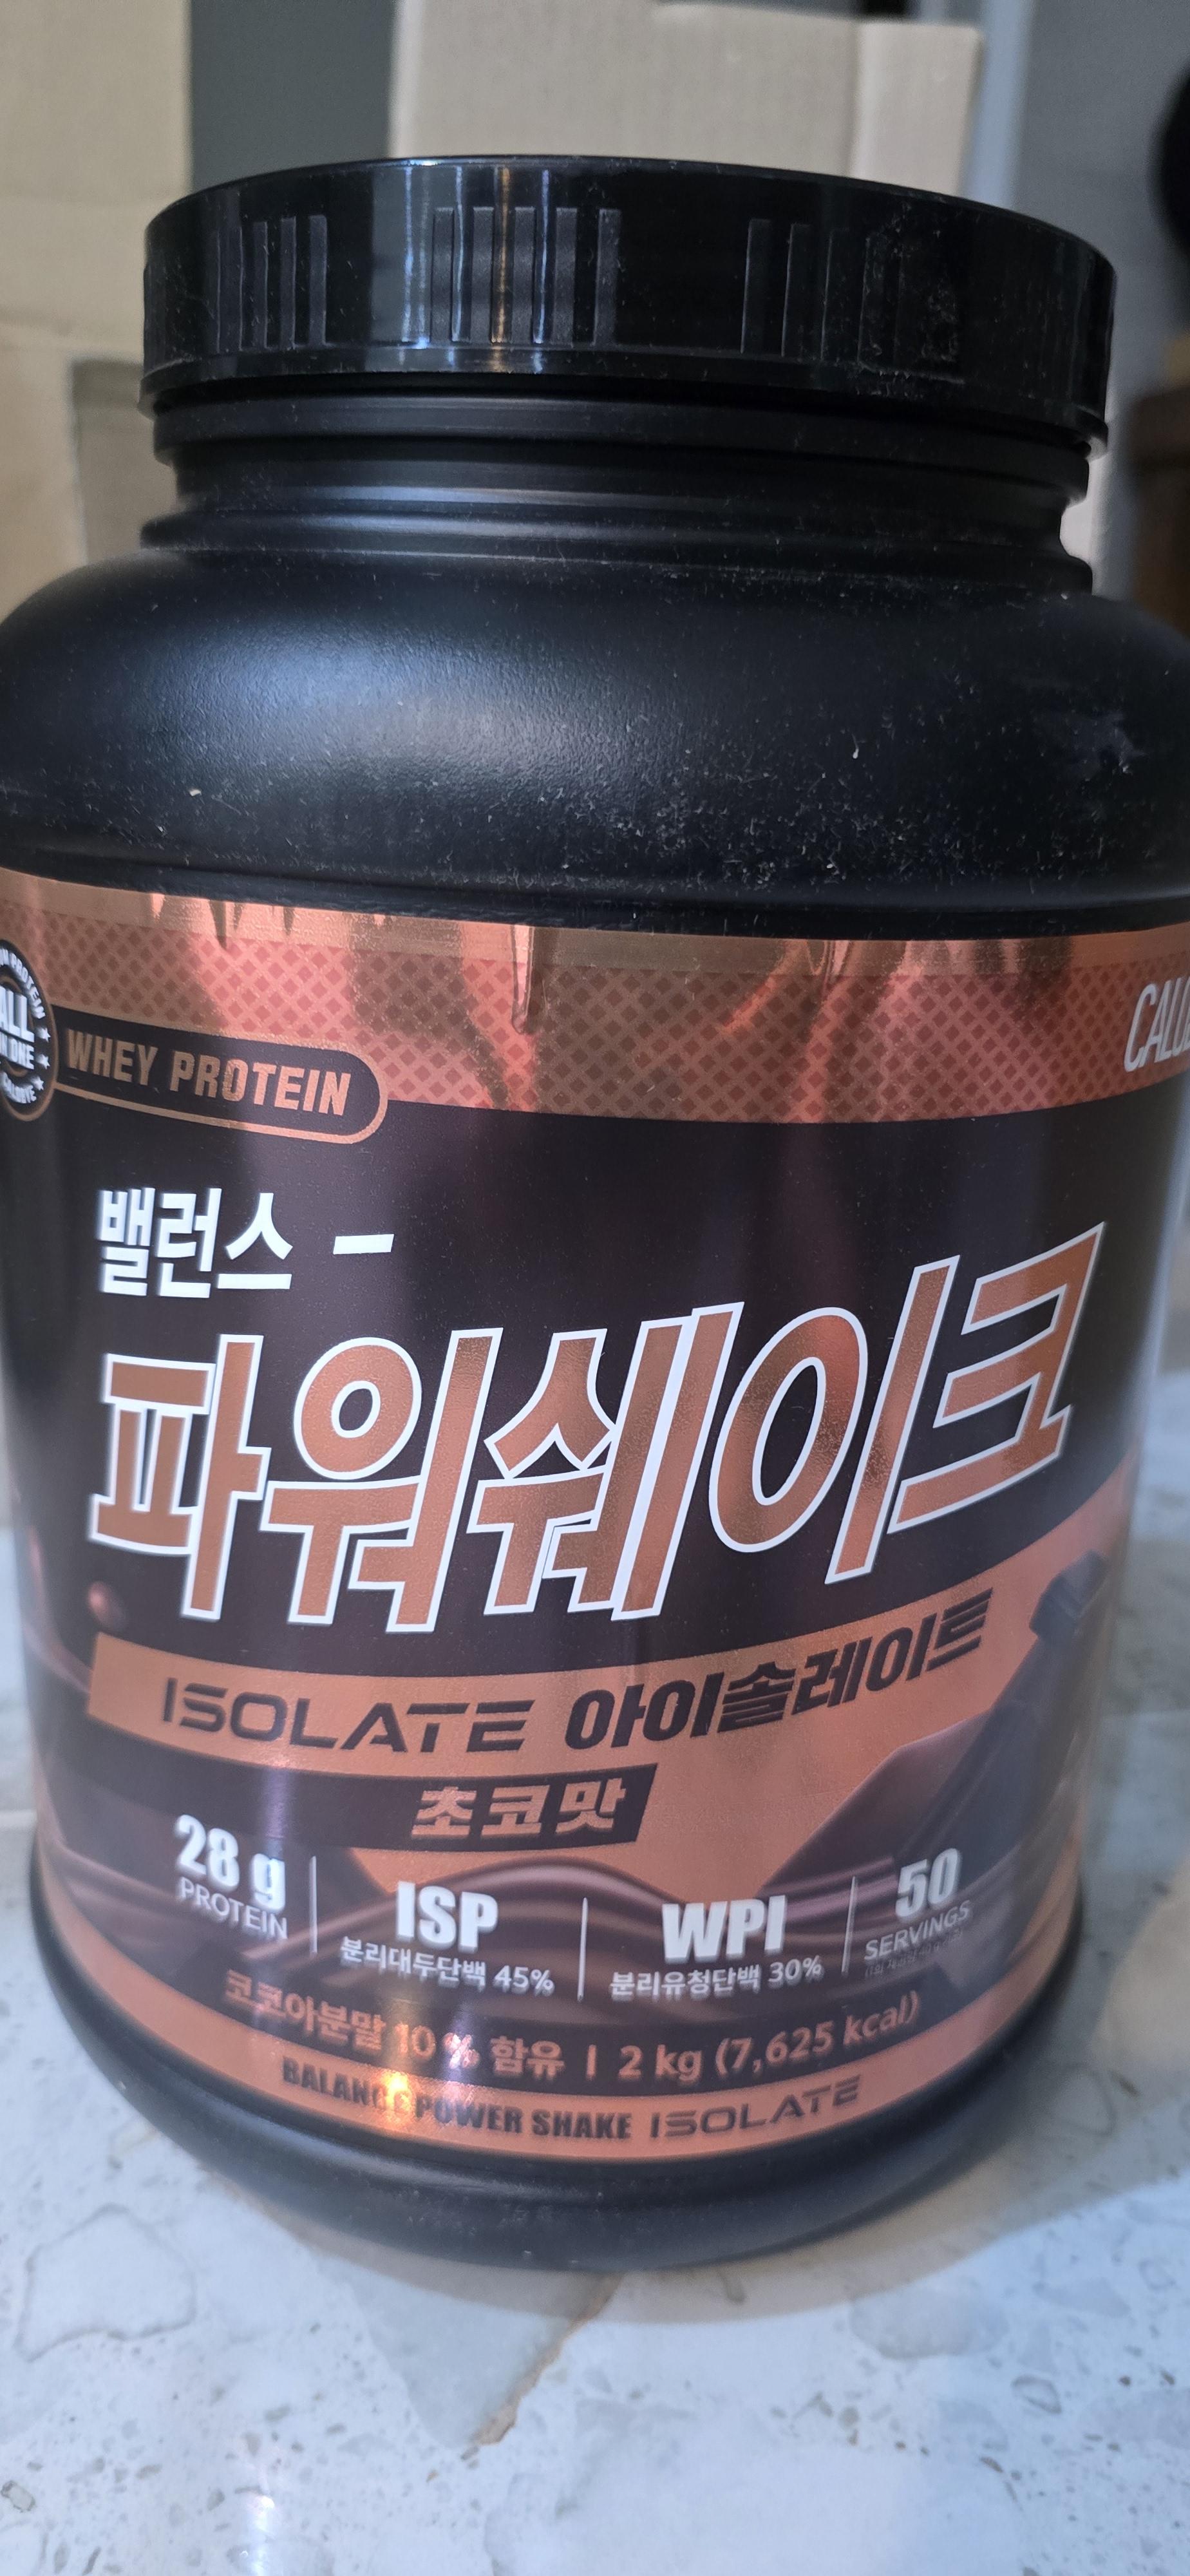 ALL
WHEY PROTEIN
밸런스 -
파워쉐이크
ISOLATE 아이솔레이트
초코맛
28 g
PROTEIN
ISP
분리대두단백 45%
WPI
분리유청단백 30%
50
SERVINGS
코코아분말 10 % 함유 | 2 kg (7,625 kcal)
BALANCE POWER SHAKE ISOLATE